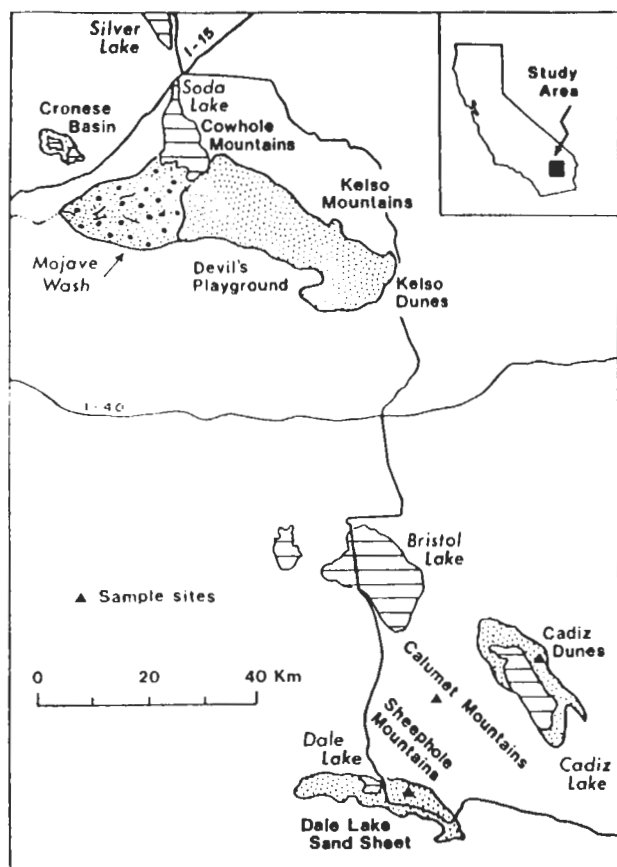 Silver
Lake
I-15
Study
Area
Soda
Lake
Cronese
Basin
Cowhole
Mountains
Kelso
Mountains
Mojave
Wash
Devil's
Playground
Kelso
Dunes
I-40
Bristol
Lake
▲ Sample sites
Cadiz
Dunes
0 20 40 Km
Calumet Mountains
Sheephole
Mountains
Dale
Lake
Cadiz
Lake
Dale Lake
Sand Sheet